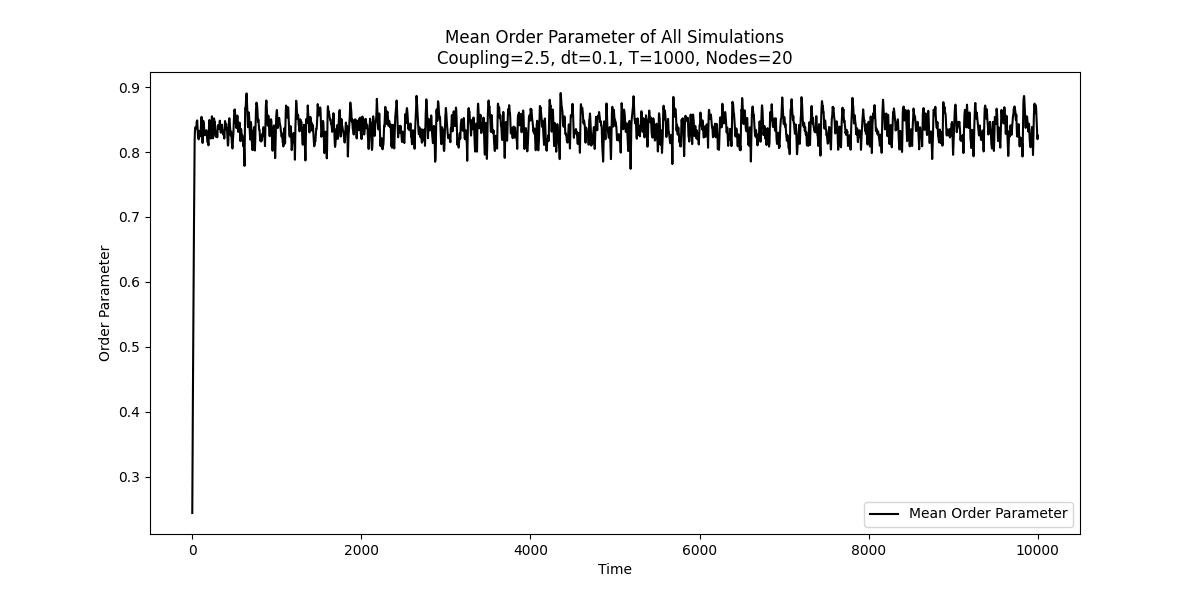 Mean Order Parameter of All Simulations
Coupling=2.5, dt=0.1, T=1000, Nodes=20
0.9
0.8
0.7
0.6
0.5
0.4
0.3
Order Parameter
Mean Order Parameter
0 2000 4000 6000 8000 10000
Time